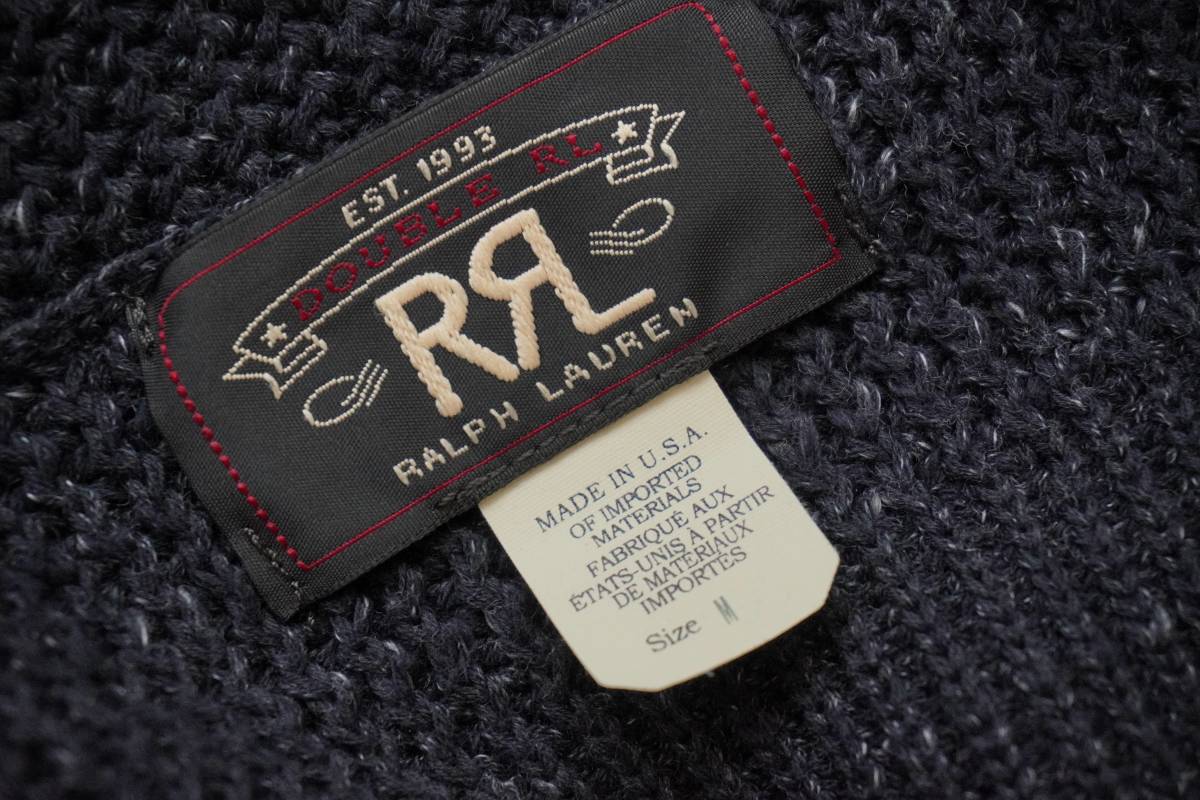 EST. 1993
DOUBLE RL
RRL
RALPH LAUREN
MADE IN U.S.A.
OF IMPORTED
MATERIALS
FABRIQUÉ AUX
ÉTATS-UNIS À PARTIR
DE MATERIAUX
IMPORTÉS
Size M